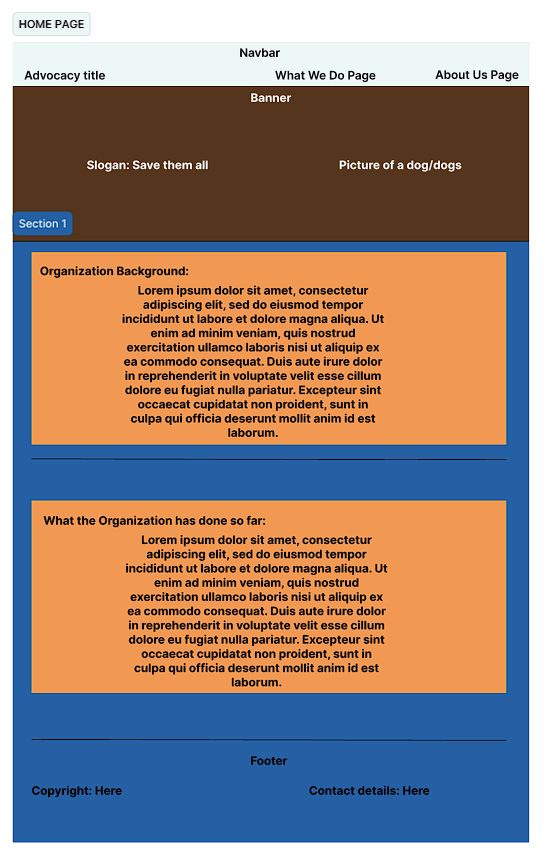 HOME PAGE
Navbar
Advocacy title What We Do Page About Us Page
Banner
Slogan: Save them all Picture of a dog/dogs
Section 1
Organization Background:
Lorem ipsum dolor sit amet, consectetur
adipiscing elit, sed do eiusmod tempor
incididunt ut labore et dolore magna aliqua. Ut
enim ad minim veniam, quis nostrud
exercitation ullamco laboris nisi ut aliquip ex
ea commodo consequat. Duis aute irure dolor
in reprehenderit in voluptate velit esse cillum
dolore eu fugiat nulla pariatur. Excepteur sint
occaecat cupidatat non proident, sunt in
culpa qui officia deserunt mollit anim id est
laborum.
What the Organization has done so far:
Lorem ipsum dolor sit amet, consectetur
adipiscing elit, sed do eiusmod tempor
incididunt ut labore et dolore magna aliqua. Ut
enim ad minim veniam, quis nostrud
exercitation ullamco laboris nisi ut aliquip ex
ea commodo consequat. Duis aute irure dolor
in reprehenderit in voluptate velit esse cillum
dolore eu fugiat nulla pariatur. Excepteur sint
occaecat cupidatat non proident, sunt in
culpa qui officia deserunt mollit anim id est
laborum.
Footer
Copyright: Here Contact details: Here